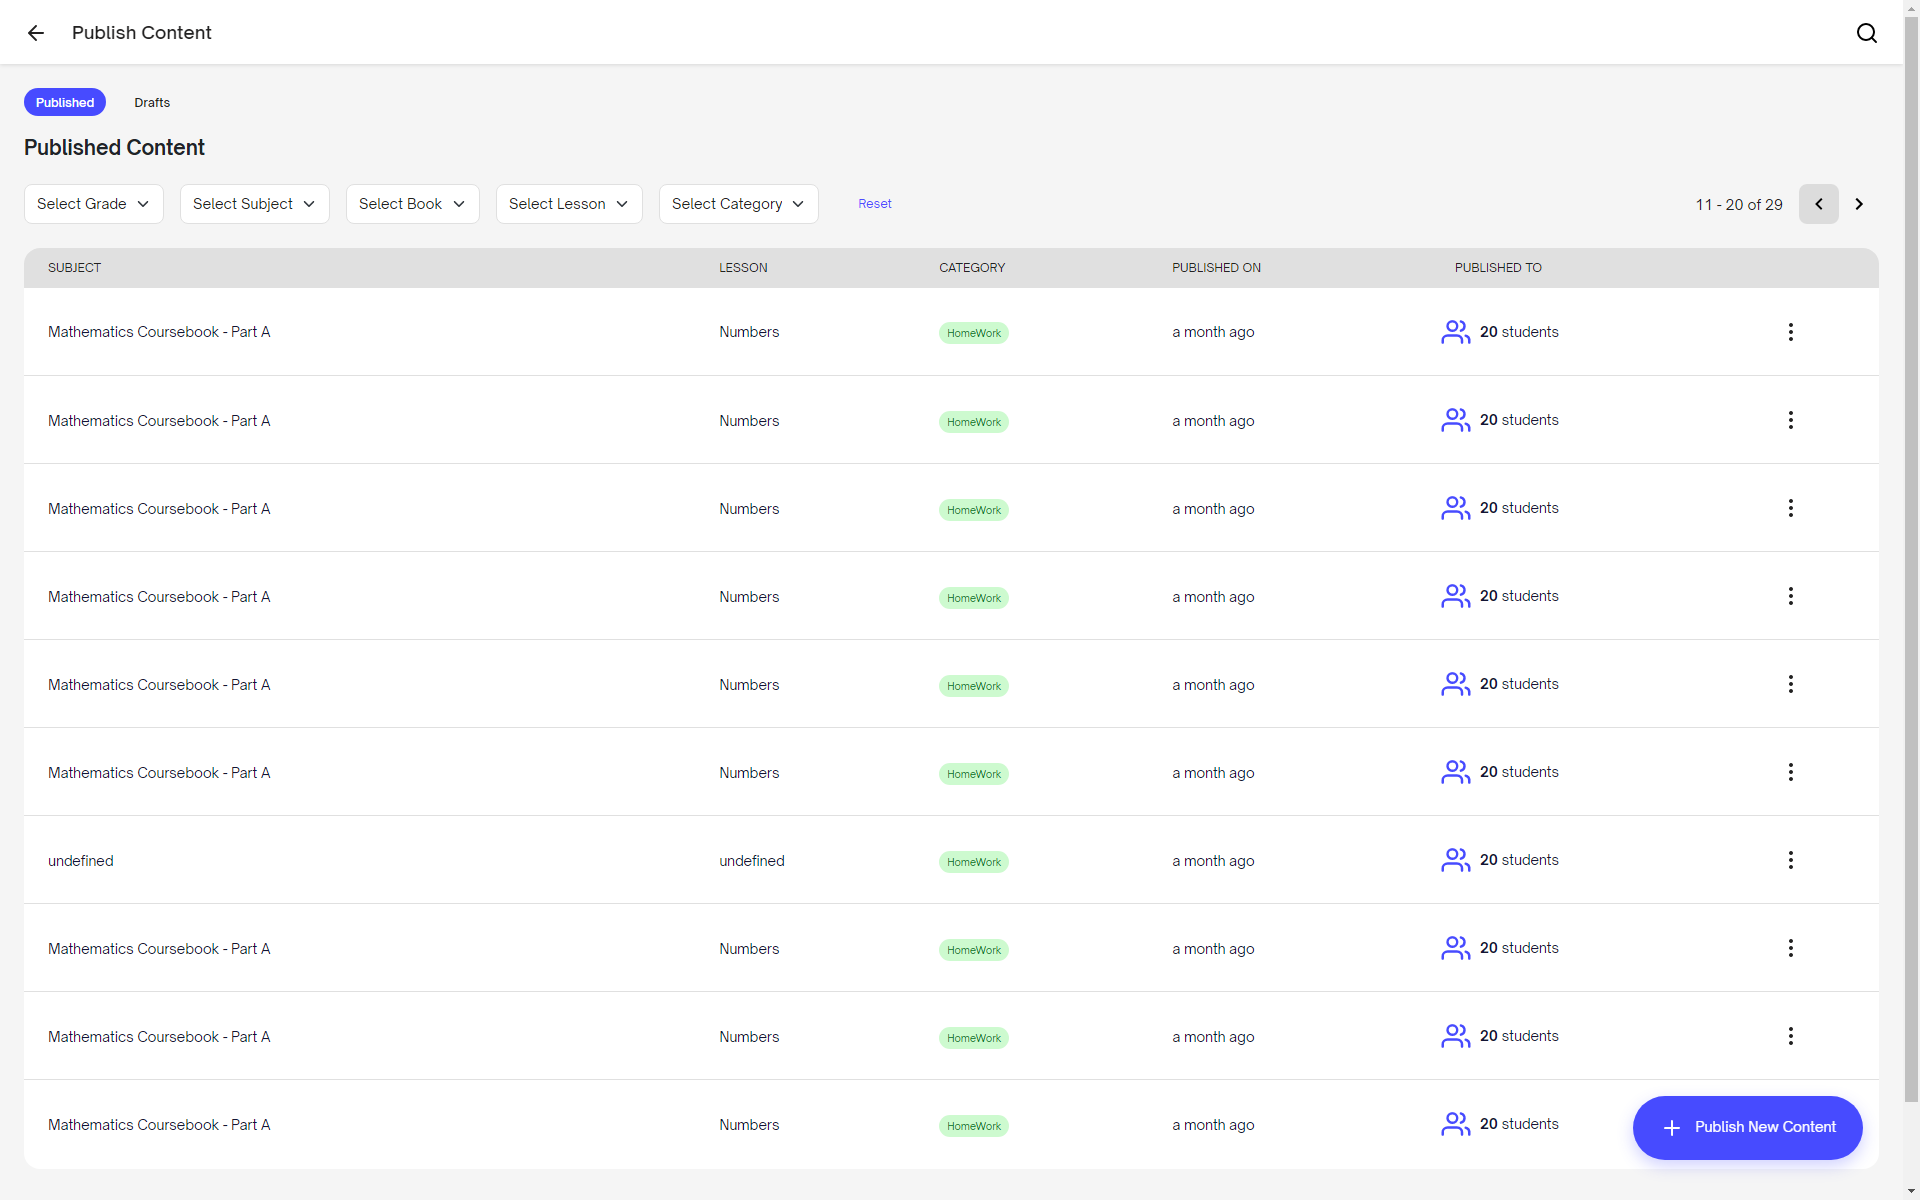 Publish Content
Published Drafts
Published Content
Select Grade Select Subject Select Book Select Lesson Select Category Reset 11 - 20 of 29
SUBJECT LESSON CATEGORY PUBLISHED ON PUBLISHED TO
Mathematics Coursebook - Part A Numbers HomeWork a month ago 20 students
Mathematics Coursebook - Part A Numbers HomeWork a month ago 20 students
Mathematics Coursebook - Part A Numbers HomeWork a month ago 20 students
Mathematics Coursebook - Part A Numbers HomeWork a month ago 20 students
Mathematics Coursebook - Part A Numbers HomeWork a month ago 20 students
Mathematics Coursebook - Part A Numbers HomeWork a month ago 20 students
undefined undefined HomeWork a month ago 20 students
Mathematics Coursebook - Part A Numbers HomeWork a month ago 20 students
Mathematics Coursebook - Part A Numbers HomeWork a month ago 20 students
Mathematics Coursebook - Part A Numbers HomeWork a month ago 20 students
Publish New Content